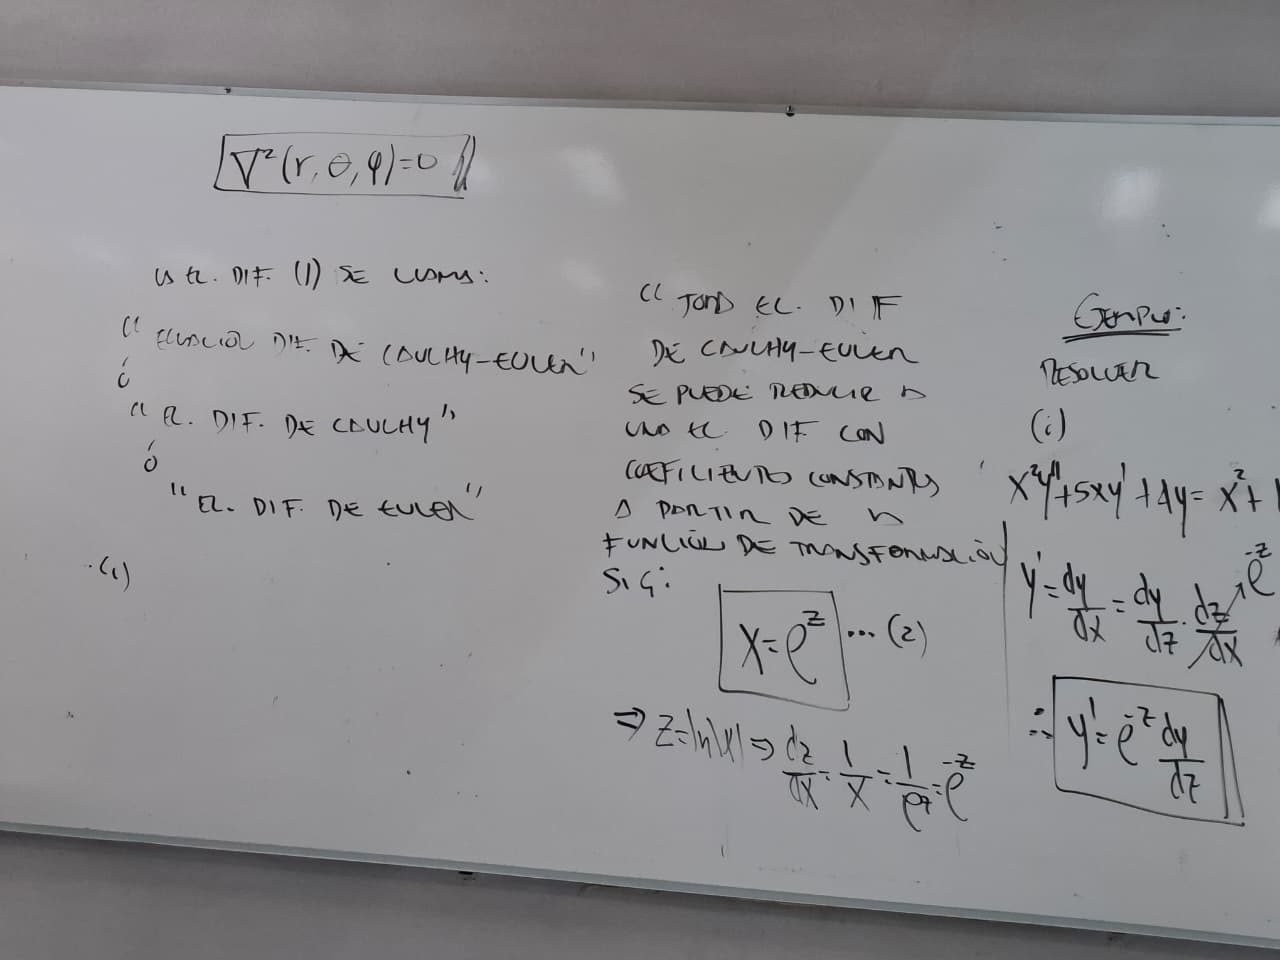 ∇²(r, θ, φ)=0
LA EC. DIF. (1) SE LLAMA:
"ECUACIÓN DIF. DE CAUCHY-EULER"
ó
"EC. DIF. DE CAUCHY"
ó
"EC. DIF. DE EULER"
(1)
"TODA EC. DIF
DE CAUCHY-EULER
SE PUEDE REDUCIR A
UNA EC. DIF CON
COEFICIENTES CONSTANTES
A PARTIR DE LA
FUNCIÓN DE TRANSFORMACIÓN
SIG:
x=e^z ...(2)
⇒ z=ln|x| ⇒ dz/dx = 1/x = 1/e^z = e^-z
EJEMPLO:
RESOLVER
(i)
x²y''+5xy'+4y= x²+
y'= dy/dx = dy/dz · dz/dx e^-z
∴ y'= e^-z dy/dz